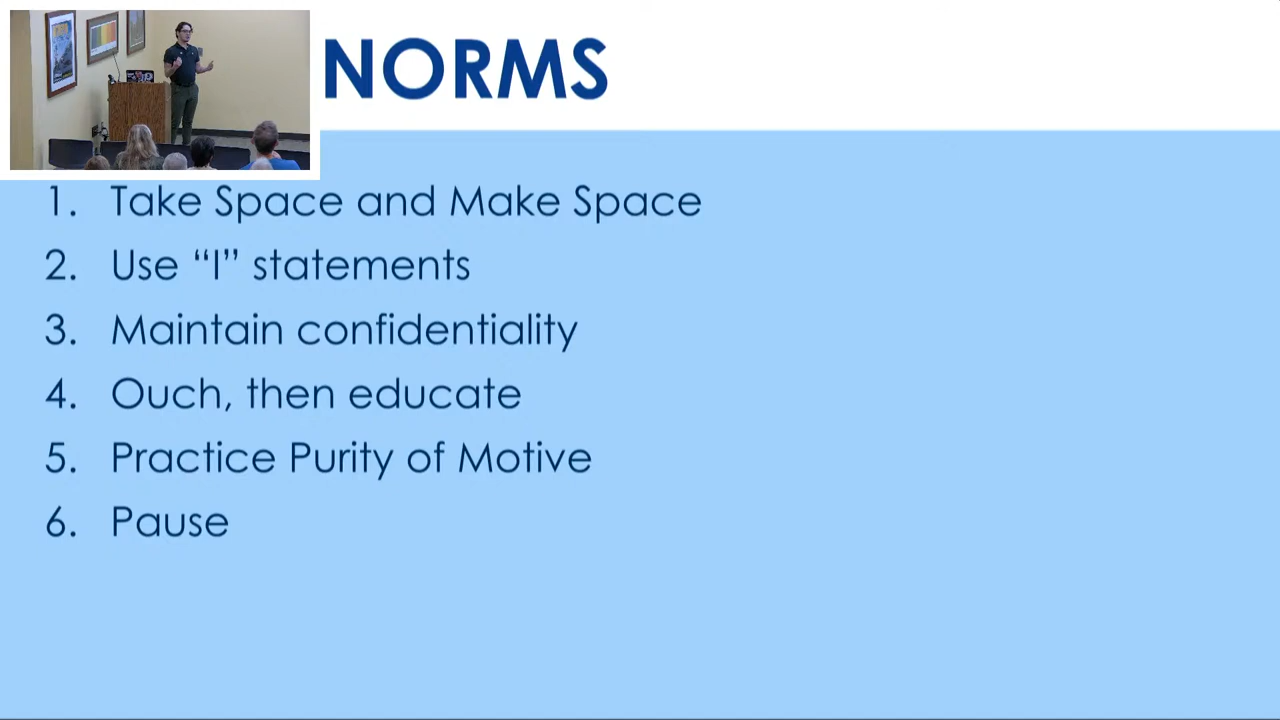 NORMS
1. Take Space and Make Space
2. Use “I” statements
3. Maintain confidentiality
4. Ouch, then educate
5. Practice Purity of Motive
6. Pause